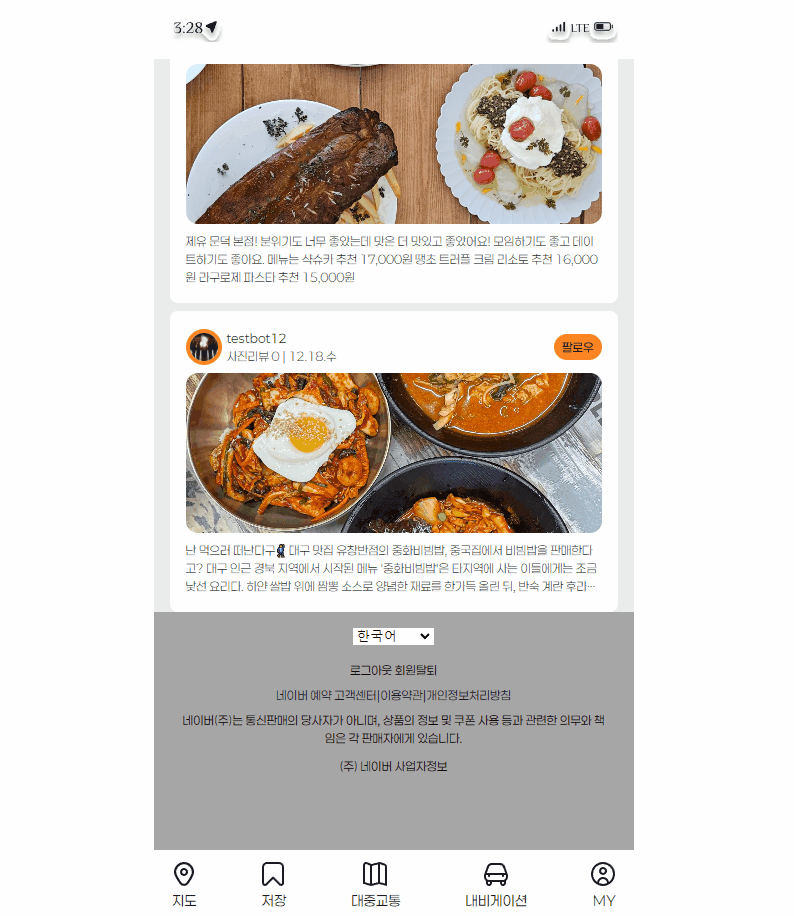 3:28 LTE
제유 문덕 본점! 분위기도 너무 좋았는데 맛은 더 맛있고 좋았어요! 모임하기도 좋고 데이
트하기도 좋아요. 메뉴는 삭슈카 추천 17,000원 땡초 트러플 크림 리소토 추천 16,000
원 라구로제 파스타 추천 15,000원
testbot12
팔로우
사진리뷰 0 | 12.18.수
난 먹으러 떠난다구 대구 맛집 유창반점의 중화비빔밥, 중국집에서 비빔밥을 판매한다
고? 대구 인근 경북 지역에서 시작된 메뉴 '중화비빔밥'은 타지역에 사는 이들에게는 조금
낯선 요리다. 하얀 쌀밥 위에 짬뽕 소스로 양념한 재료를 한가득 올린 뒤, 반숙 계란 후라…
한국어
로그아웃 회원탈퇴
네이버 예약 고객센터|이용약관|개인정보처리방침
네이버(주)는 통신판매의 당사자가 아니며, 상품의 정보 및 쿠폰 사용 등과 관련한 의무와 책
임은 각 판매자에게 있습니다.
(주) 네이버 사업자정보
지도 저장 대중교통 내비게이션 MY